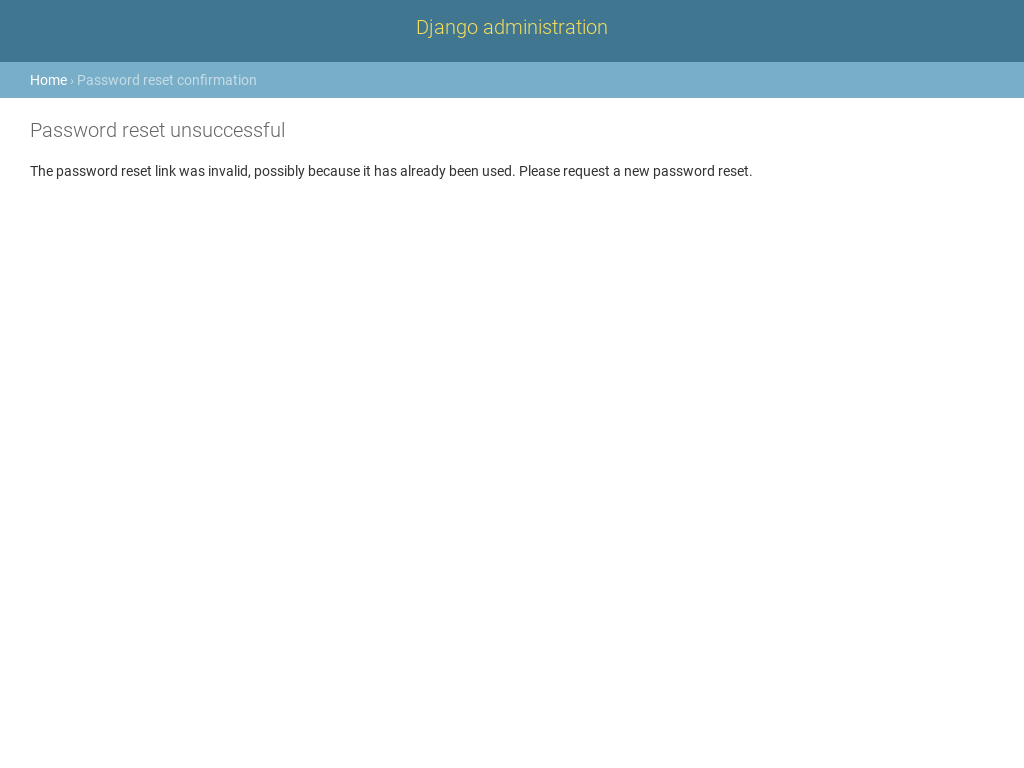 Django administration
Home › Password reset confirmation
Password reset unsuccessful
The password reset link was invalid, possibly because it has already been used. Please request a new password reset.